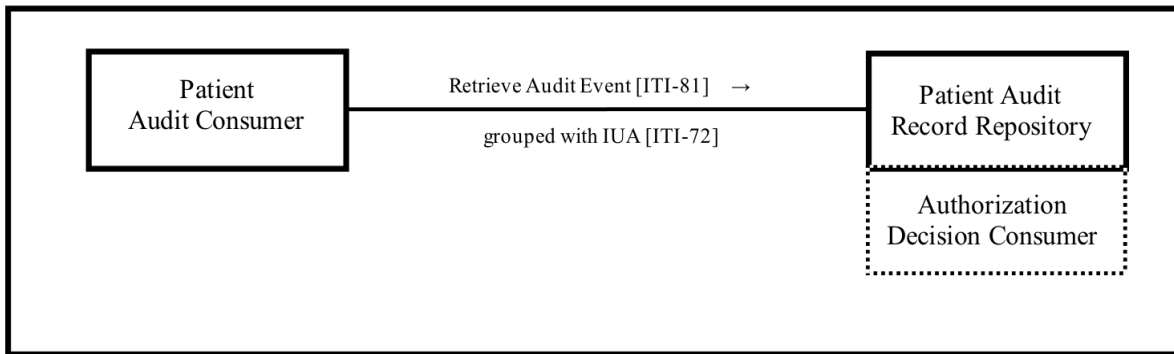 Patient
Audit Consumer
Retrieve Audit Event [ITI-81] →
grouped with IUA [ITI-72]
Patient Audit
Record Repository
Authorization
Decision Consumer